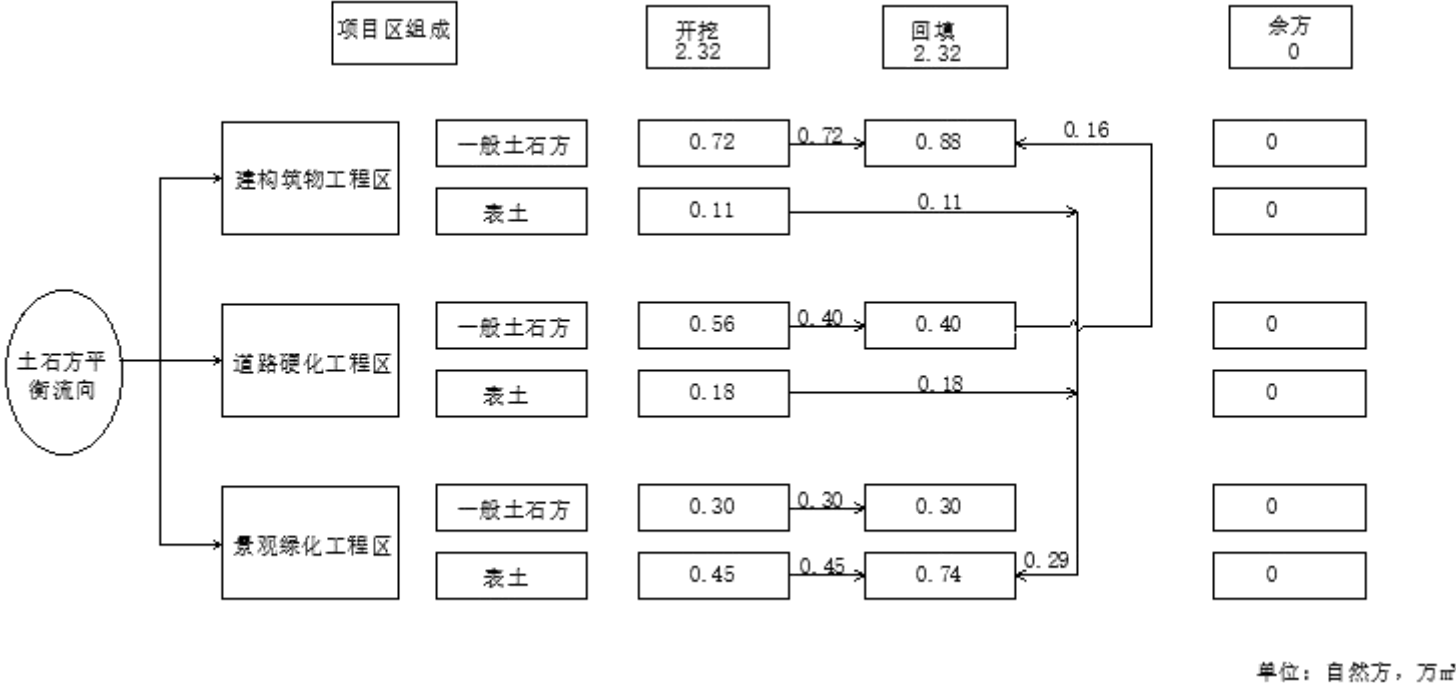 项目区组成
开挖
2.32
回填
2.32
余方
0
一般土石方
0.72
0.72
0.88
0.16
0
建构筑物工程区
表土
0.11
0.11
0
土石方平
衡流向
一般土石方
0.56
0.40
0.40
0
道路硬化工程区
表土
0.18
0.18
0
一般土石方
0.30
0.30
0.30
0
景观绿化工程区
表土
0.45
0.45
0.74
0.29
0
单位：自然方，万㎡